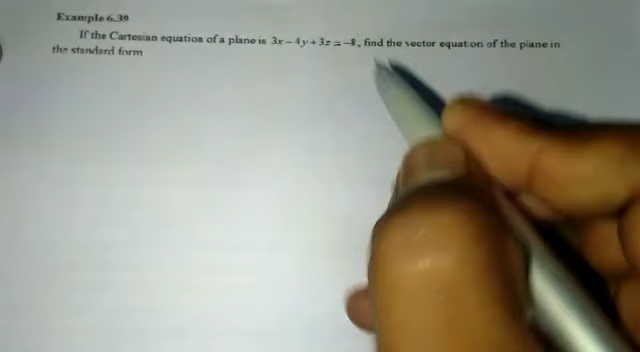 Example 6.39
If the Cartesian equation of a plane is 3x – 4y + 3z = –8, find the vector equation of the plane in
the standard form